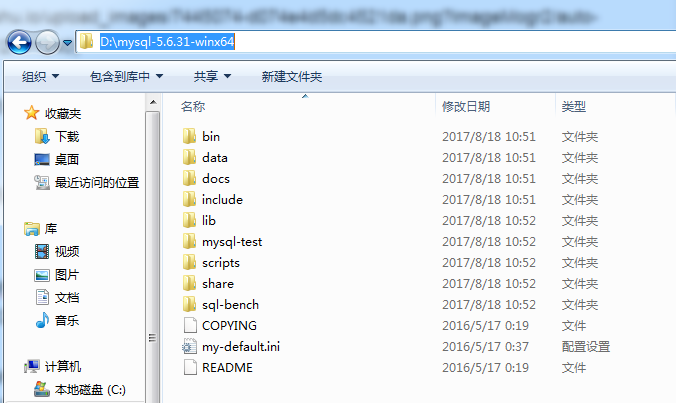 hu.io/upload_images/7445074-d074a4d5dc4521da.png?imageMogr2/auto-
D:\mysql-5.6.31-winx64
组织 包含到库中 共享 新建文件夹
收藏夹
下载
桌面
最近访问的位置
库
视频
图片
文档
音乐
计算机
本地磁盘 (C:)
名称 修改日期 类型
bin 2017/8/18 10:51 文件夹
data 2017/8/18 10:51 文件夹
docs 2017/8/18 10:51 文件夹
include 2017/8/18 10:51 文件夹
lib 2017/8/18 10:52 文件夹
mysql-test 2017/8/18 10:52 文件夹
scripts 2017/8/18 10:52 文件夹
share 2017/8/18 10:52 文件夹
sql-bench 2017/8/18 10:52 文件夹
COPYING 2016/5/17 0:19 文件
my-default.ini 2016/5/17 0:37 配置设置
README 2016/5/17 0:19 文件